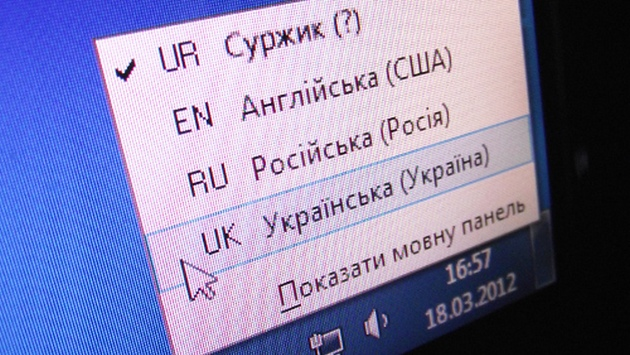 UR Суржик (?)
EN Англійська (США)
RU Російська (Росія)
UK Українська (Україна)
Показати мовну панель
16:57
18.03.2012